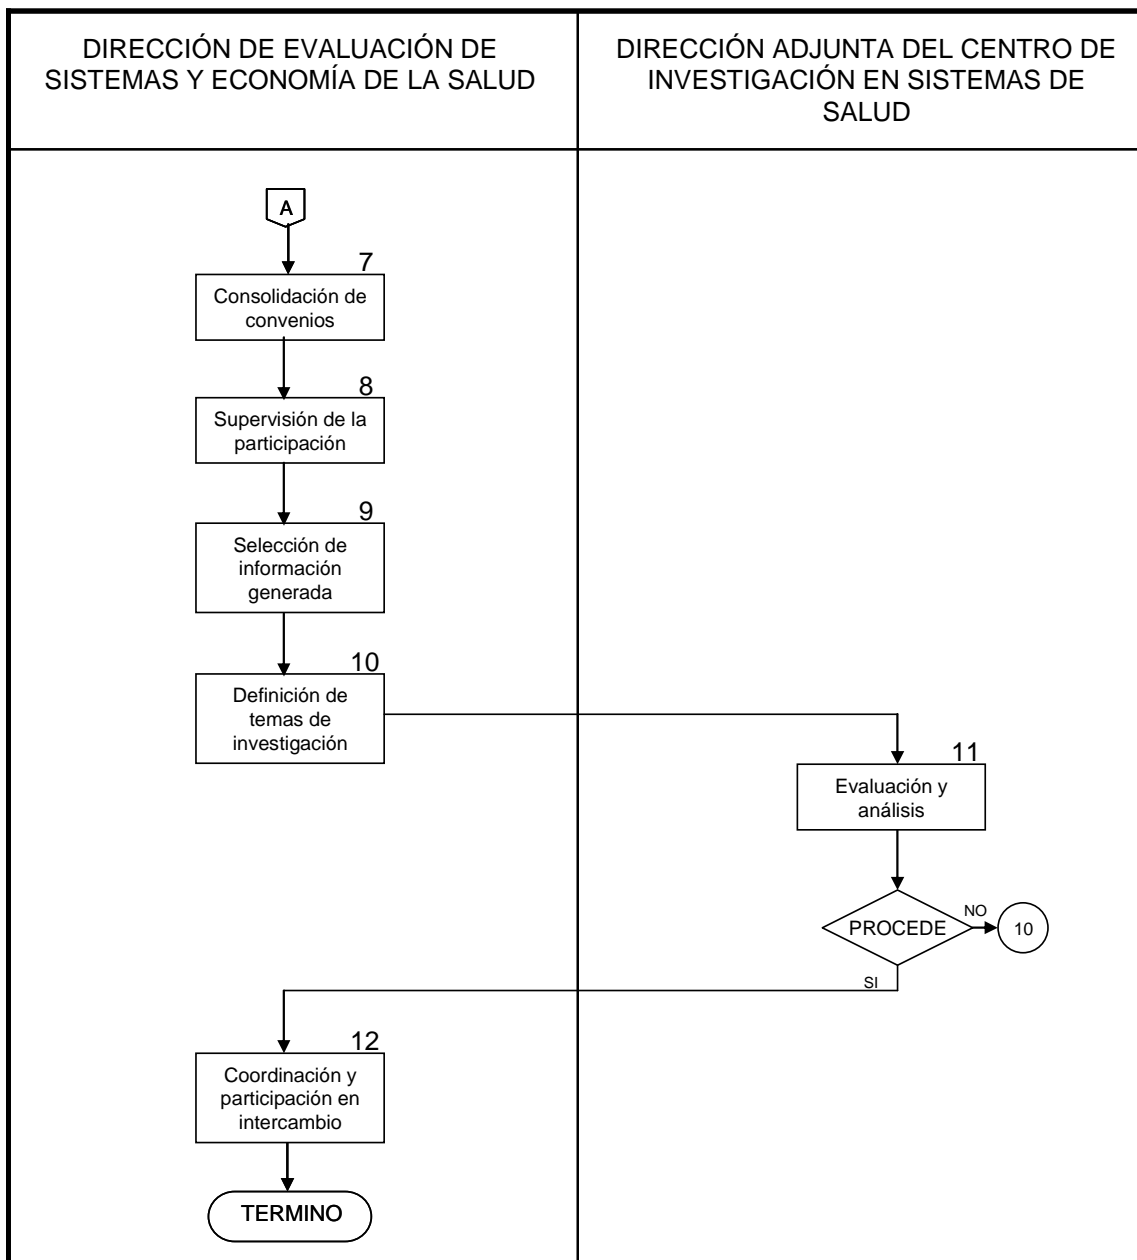 DIRECCIÓN DE EVALUACIÓN DE
SISTEMAS Y ECONOMÍA DE LA SALUD
DIRECCIÓN ADJUNTA DEL CENTRO DE
INVESTIGACIÓN EN SISTEMAS DE
SALUD
A
7
Consolidación de
convenios
8
Supervisión de la
participación
9
Selección de
información
generada
10
Definición de
temas de
investigación
11
Evaluación y
análisis
PROCEDE
NO
10
SI
12
Coordinación y
participación en
intercambio
TERMINO